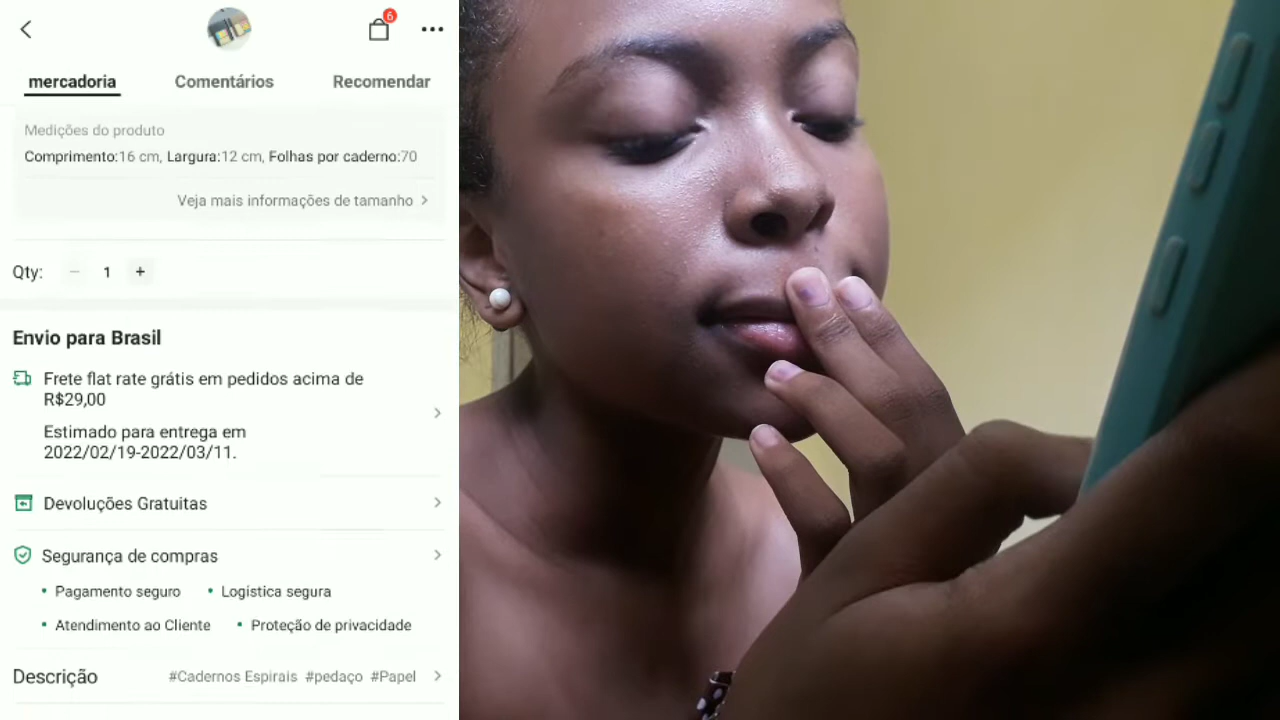 6
mercadoria Comentários Recomendar
Medições do produto
Comprimento:16 cm, Largura:12 cm, Folhas por caderno:70
Veja mais informações de tamanho
Qty: 1 +
Envio para Brasil
Frete flat rate grátis em pedidos acima de
R$29,00
Estimado para entrega em
2022/02/19-2022/03/11.
Devoluções Gratuitas
Segurança de compras
• Pagamento seguro • Logística segura
• Atendimento ao Cliente • Proteção de privacidade
Descrição #Cadernos Espirais #pedaço #Papel